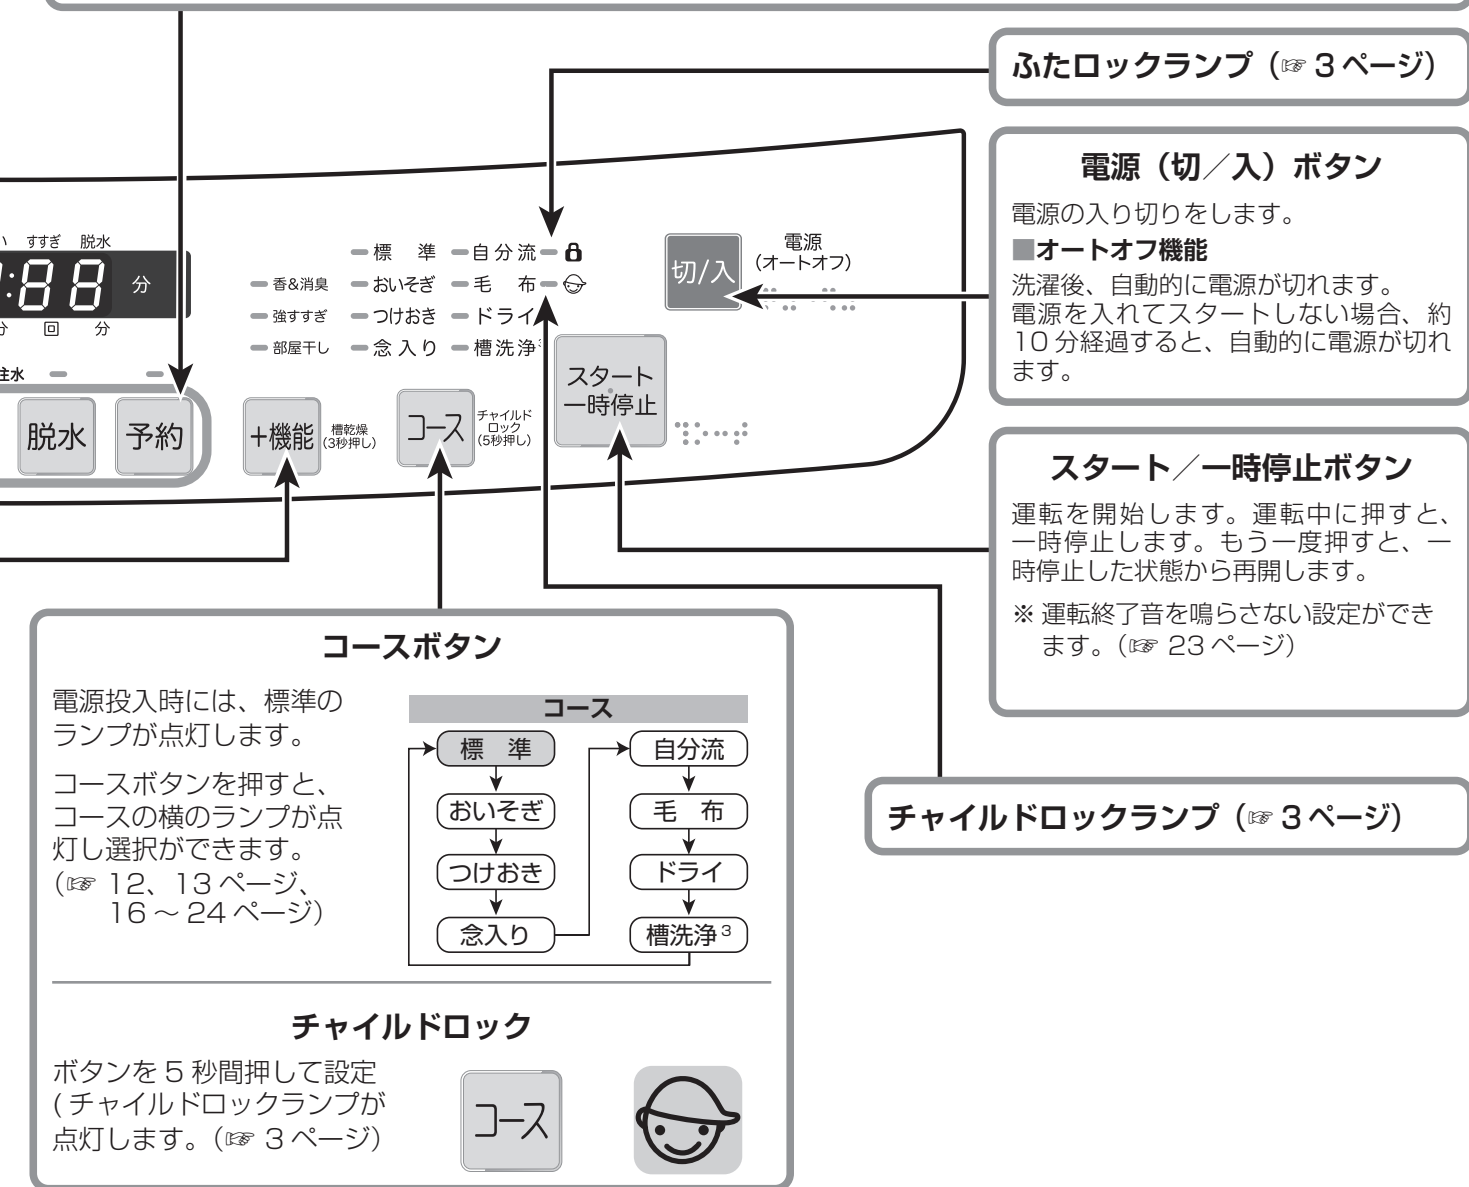 ふたロックランプ（☞ 3 ページ）
電源（切／入）ボタン
電源の入り切りをします。
■オートオフ機能
洗濯後、自動的に電源が切れます。
電源を入れてスタートしない場合、約
10 分経過すると、自動的に電源が切れ
ます。
すすぎ 脱水
88 分
回 分
注水
脱水
予約
香&消臭
強すすぎ
部屋干し
標 準
おいそぎ
つけおき
念入り
自分流
毛 布
ドライ
槽洗浄
切/入
電源
(オートオフ)
+機能
槽乾燥
(3秒押し)
コース
チャイルド
ロック
(5秒押し)
スタート
一時停止
スタート／一時停止ボタン
運転を開始します。運転中に押すと、
一時停止します。もう一度押すと、一
時停止した状態から再開します。
※ 運転終了音を鳴らさない設定ができ
ます。（☞ 23 ページ）
チャイルドロックランプ（☞ 3 ページ）
コースボタン
電源投入時には、標準の
ランプが点灯します。
コースボタンを押すと、
コースの横のランプが点
灯し選択ができます。
（☞ 12、13 ページ、
16 ～ 24 ページ）
コース
標 準
おいそぎ
つけおき
念入り
自分流
毛 布
ドライ
槽洗浄3
チャイルドロック
ボタンを 5 秒間押して設定
( チャイルドロックランプが
点灯します。（☞ 3 ページ）
コース